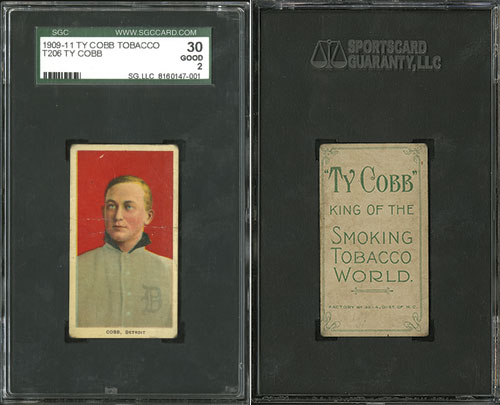 SGC WWW.SGCCARD.COM
1909-11 TY COBB TOBACCO 30
T206 TY COBB GOOD
2
SG, LLC 8160147-001
D
COBB, DETROIT
SPORTSCARD
GUARANTY, LLC
"TY COBB"
KING OF THE
SMOKING
TOBACCO
WORLD.